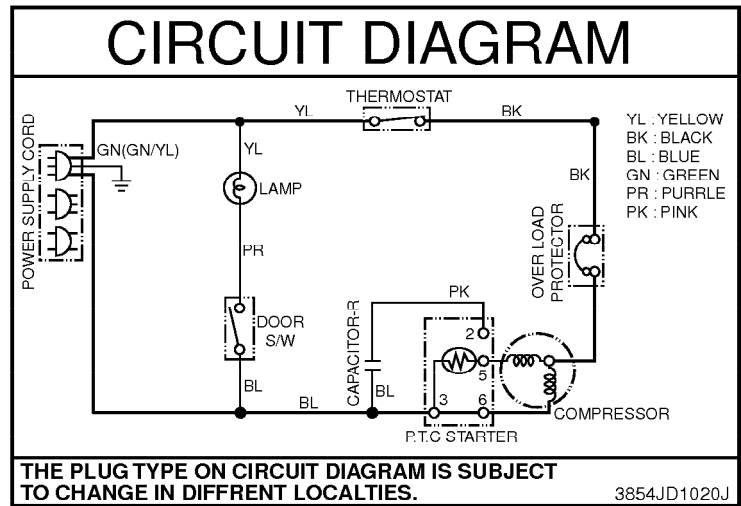 CIRCUIT DIAGRAM
THERMOSTAT
YL
BK
YL : YELLOW
BK : BLACK
BL : BLUE
GN : GREEN
PR : PURRLE
PK : PINK
POWER SUPPLY CORD
GN(GN/YL)
YL
LAMP
BK
OVER LOAD
PROTECTOR
PR
PK
DOOR
S/W
CAPACITOR-R
2
5
BL
BL
BL
3
6
COMPRESSOR
P.T.C STARTER
THE PLUG TYPE ON CIRCUIT DIAGRAM IS SUBJECT
TO CHANGE IN DIFFRENT LOCALTIES.
3854JD1020J